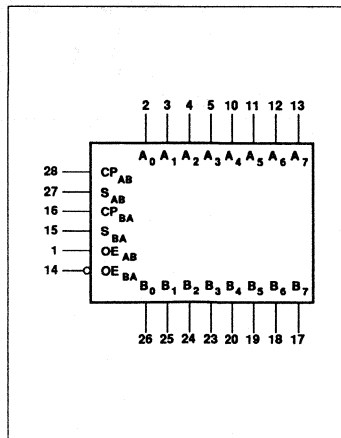 2 3 4 5 10 11 12 13
A0 A1 A2 A3 A4 A5 A6 A7
28 CPAB
27 SAB
16 CPBA
15 SBA
1 OEAB
14 OEBA
B0 B1 B2 B3 B4 B5 B6 B7
26 25 24 23 20 19 18 17